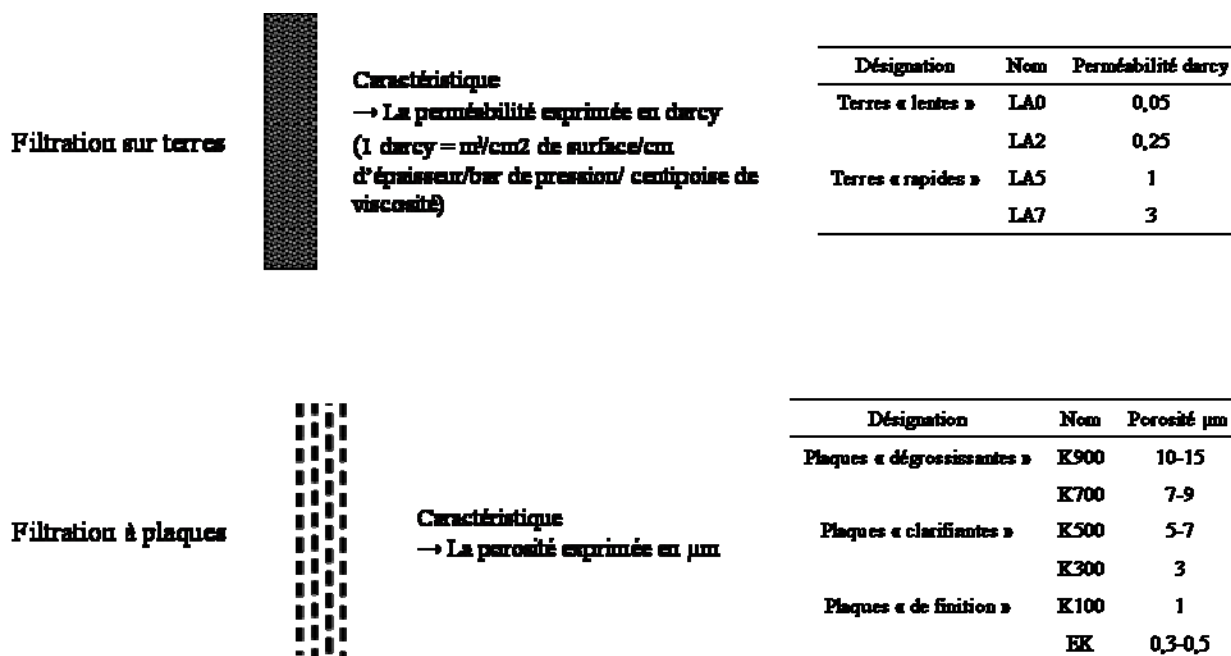 Filtration sur terres
Caractéristique
→ La perméabilité exprimée en darcy
(1 darcy = m³/cm2 de surface/cm
d'épaisseur/bar de pression/ centipoise de
viscosité)
Désignation Nom Perméabilité darcy
Terres « lentes » LA0 0,05
LA2 0,25
Terres « rapides » LA5 1
LA7 3
Filtration à plaques
Caractéristique
→ La porosité exprimée en µm
Désignation Nom Porosité µm
Plaques « dégrossissantes » K900 10-15
K700 7-9
Plaques « clarifiantes » K500 5-7
K300 3
Plaques « de finition » K100 1
EK 0,3-0,5